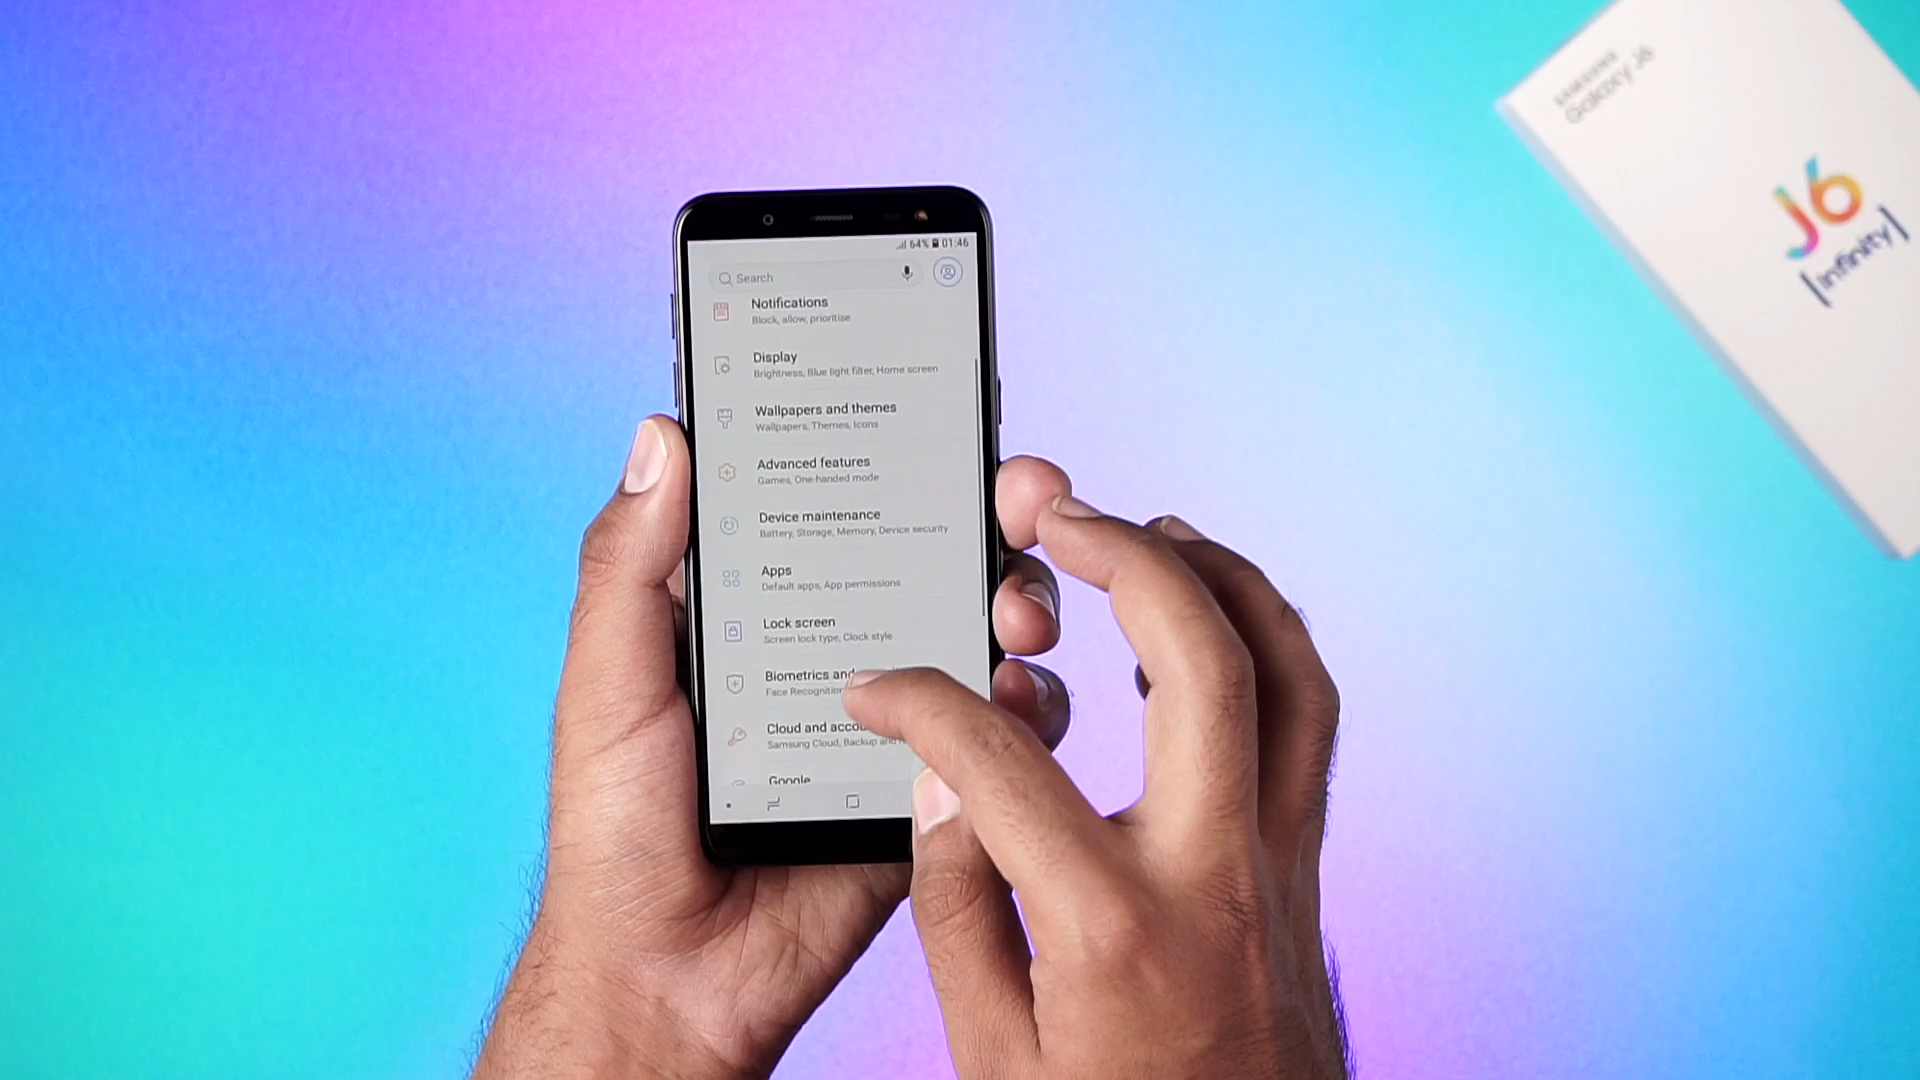 64% 01:46
Search
Notifications
Block, allow, prioritise
Display
Brightness, Blue light filter, Home screen
Wallpapers and themes
Wallpapers, Themes, Icons
Advanced features
Games, One-handed mode
Device maintenance
Battery, Storage, Memory, Device security
Apps
Default apps, App permissions
Lock screen
Screen lock type, Clock style
Biometrics and
Face Recognition
Cloud and
Samsung Cloud, Backup and
Google
SAMSUNG
Galaxy J6
J6
[infinity]